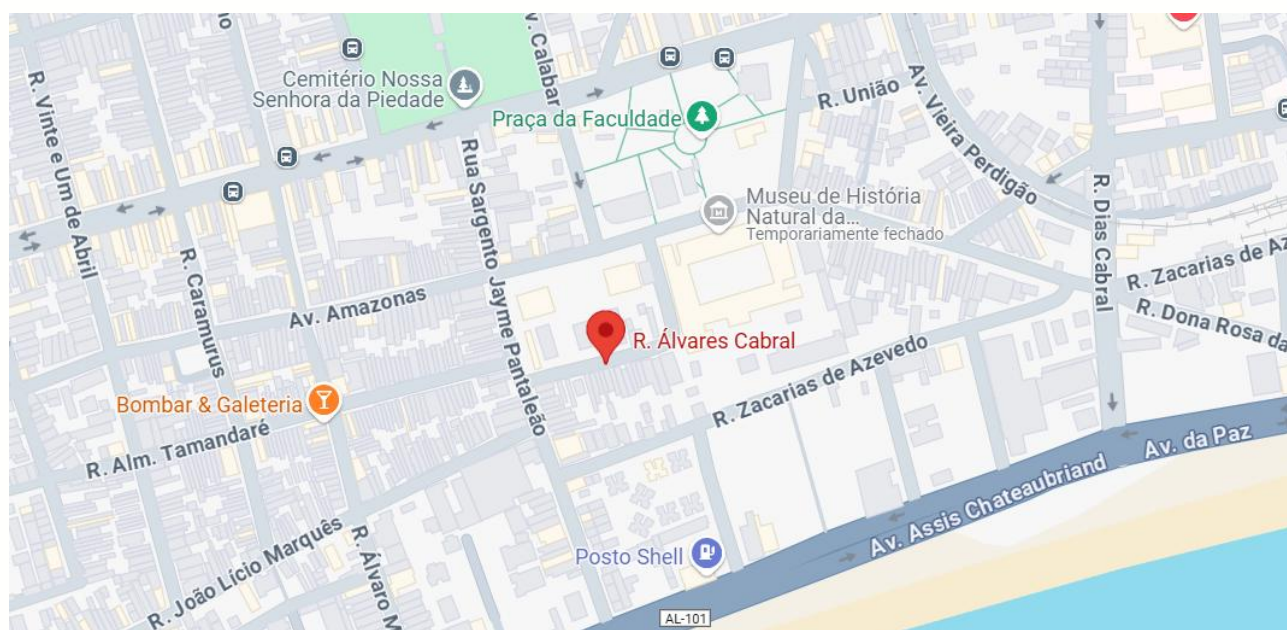 R. Vinte e Um de Abril
Cemitério Nossa
Senhora da Piedade
Av. Calabar
Praça da Faculdade
R. União
Av. Vieira Perdigão
R. Dias Cabral
Rua Sargento Jayme Pantaleão
Museu de História
Natural da...
Temporariamente fechado
R. Caramurus
Av. Amazonas
R. Zacarias de Az
R. Dona Rosa da
R. Álvares Cabral
Bombar & Galeteria
R. Zacarias de Azevedo
R. Alm. Tamandaré
Av. da Paz
Av. Assis Chateaubriand
R. João Lício Marquês
R. Álvaro M
Posto Shell
AL-101